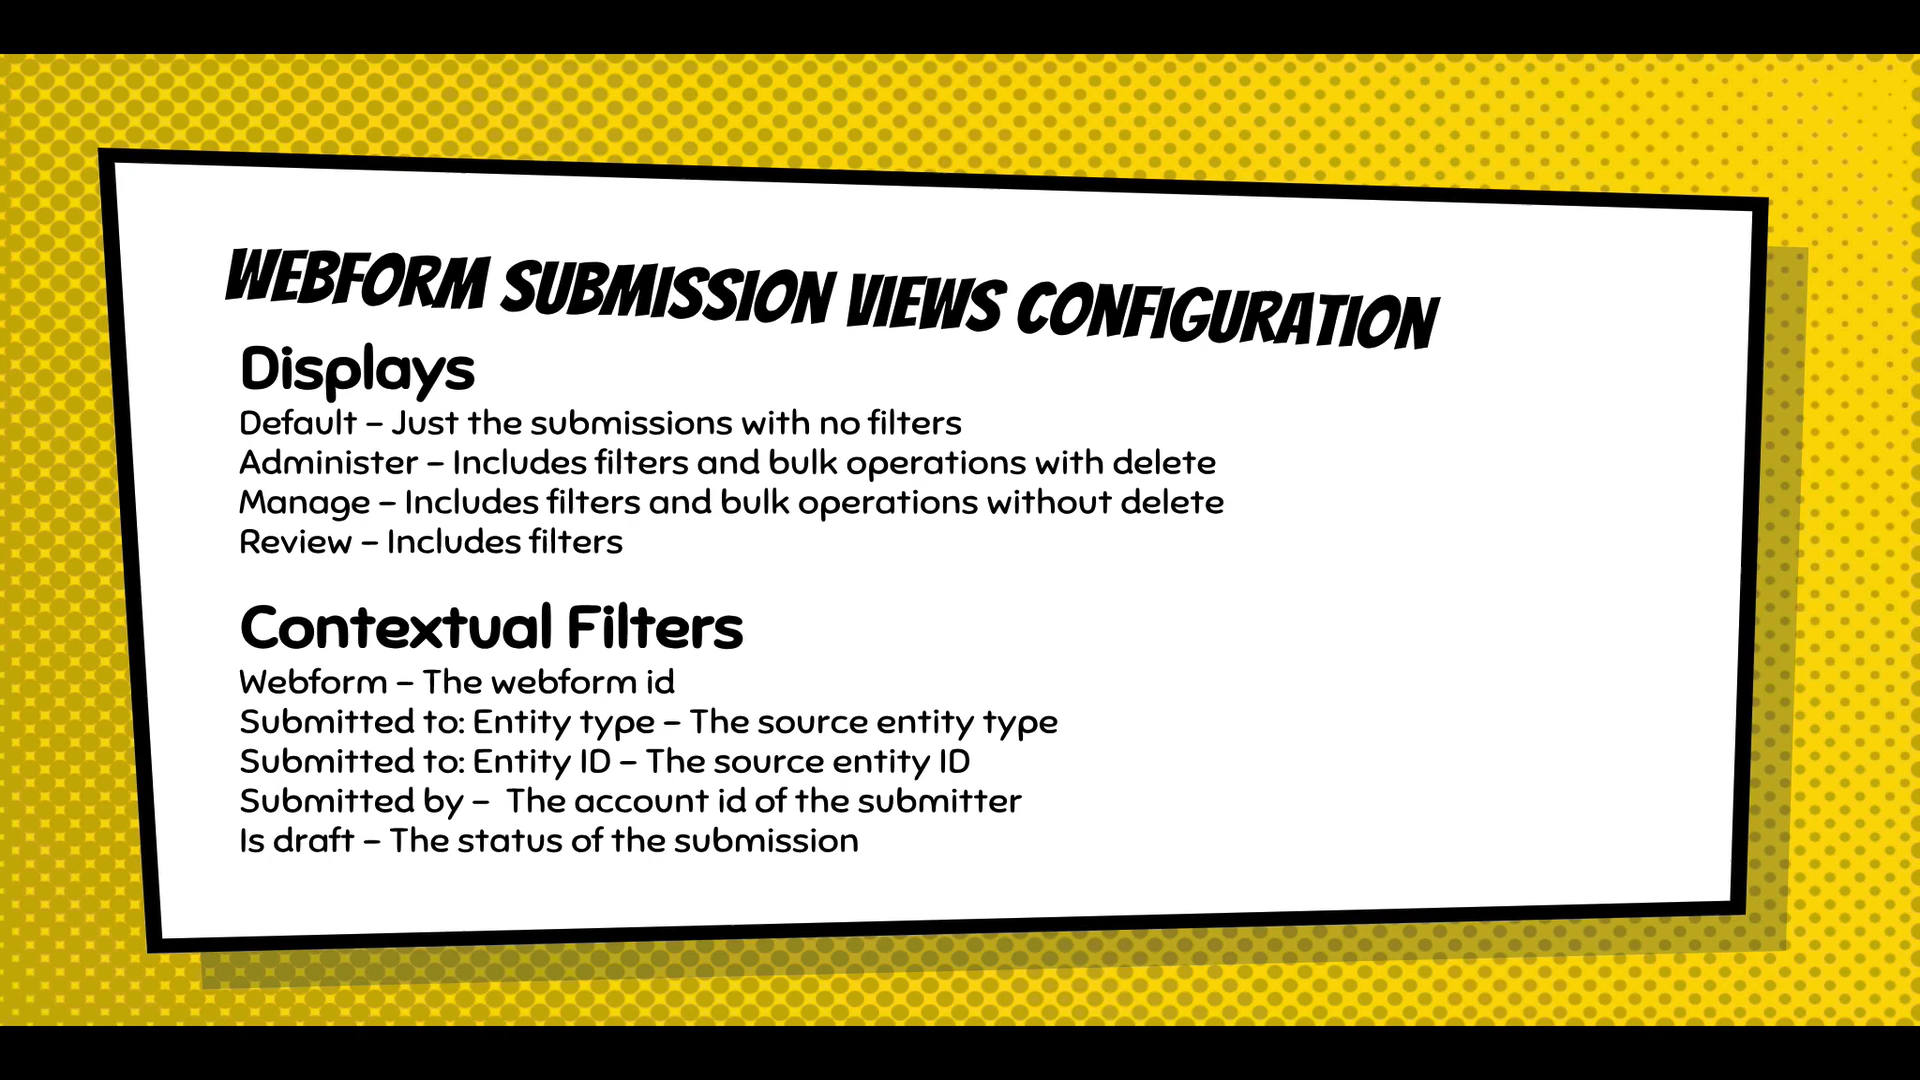 WEBFORM SUBMISSION VIEWS CONFIGURATION
Displays
Default – Just the submissions with no filters
Administer – Includes filters and bulk operations with delete
Manage – Includes filters and bulk operations without delete
Review – Includes filters
Contextual Filters
Webform – The webform id
Submitted to: Entity type – The source entity type
Submitted to: Entity ID – The source entity ID
Submitted by –  The account id of the submitter
Is draft – The status of the submission